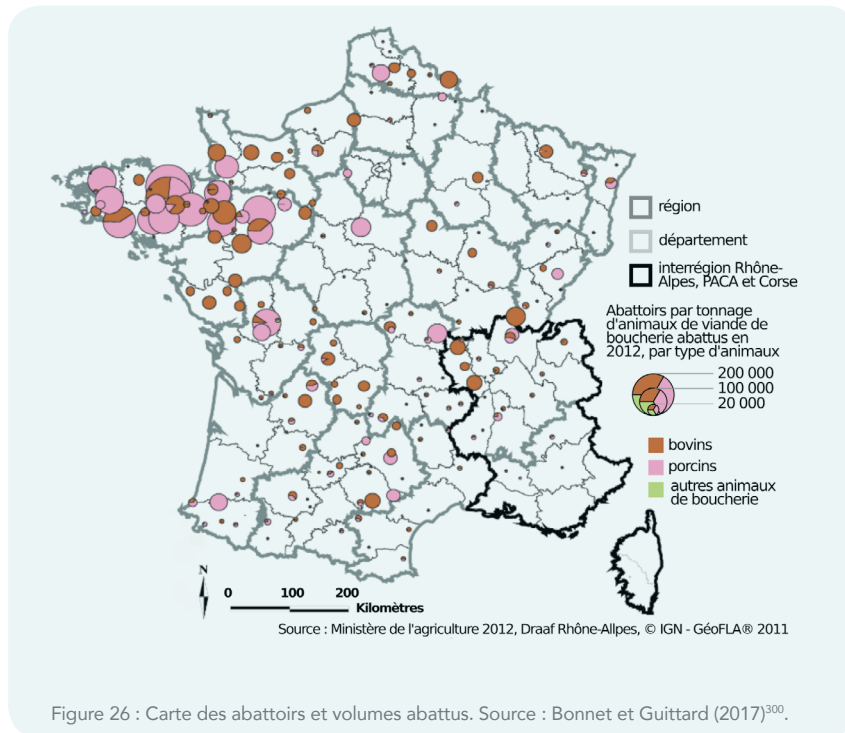 région
département
interrégion Rhône-
Alpes, PACA et Corse
Abattoirs par tonnage
d'animaux de viande de
boucherie abattus en
2012, par type d'animaux
200 000
100 000
20 000
bovins
porcins
autres animaux
de boucherie
N
0 100 200
Kilomètres
Source : Ministère de l'agriculture 2012, Draaf Rhône-Allpes, © IGN - GéoFLA® 2011
Figure 26 : Carte des abattoirs et volumes abattus. Source : Bonnet et Guittard (2017)³⁰⁰.